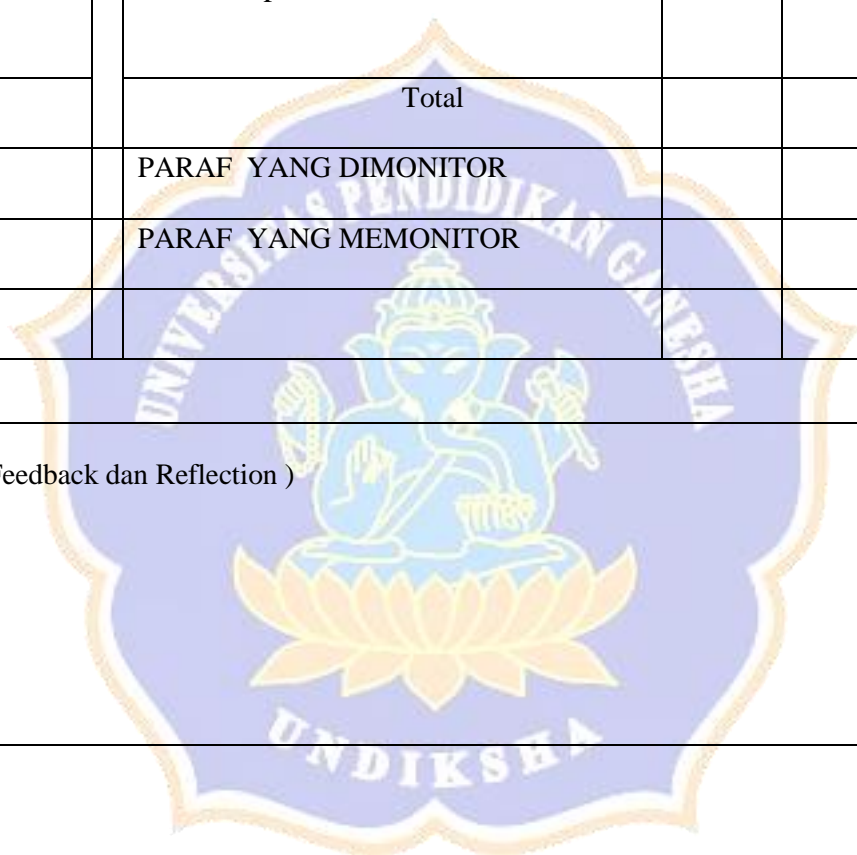 Total
PARAF YANG DIMONITOR
PARAF YANG MEMONITOR
UNIVERSITAS PENDIDIKAN GANESHA
eedback dan Reflection )
UNDIKSHA